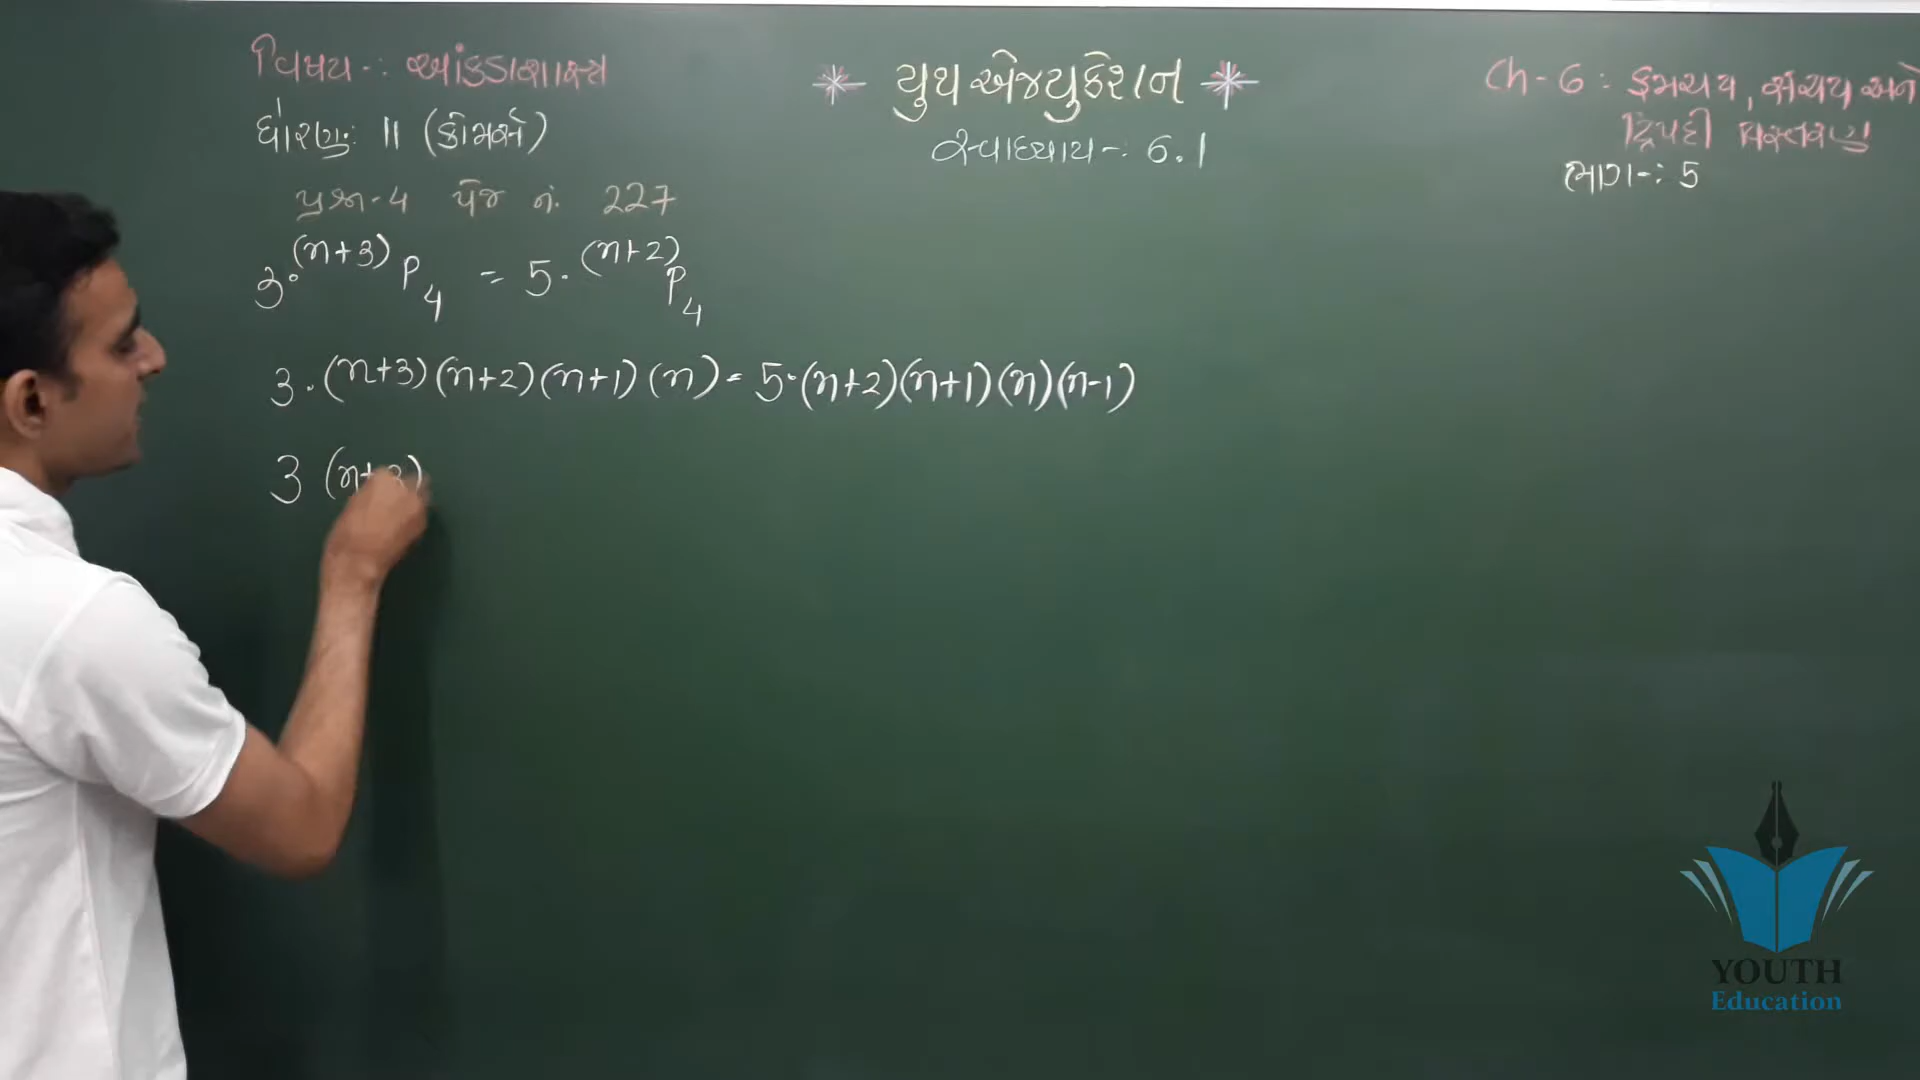 વિષય -: આંકડાશાસ્ત્ર
ધોરણ: 11 (કોમર્સ)
પ્રશ્ન-4 પેજ નં. 227
✳ યુથ એજ્યુકેશન ✳
સ્વાધ્યાય -: 6.1
Ch - 6 : ક્રમચય, સંચય અને
દ્વિપદી વિસ્તરણ
ભાગ -: 5
3·⁽ⁿ⁺³⁾P₄ = 5·⁽ⁿ⁺²⁾P₄
3·(n+3)(n+2)(n+1)(n) = 5·(n+2)(n+1)(n)(n-1)
3 (n+3)
YOUTH
Education